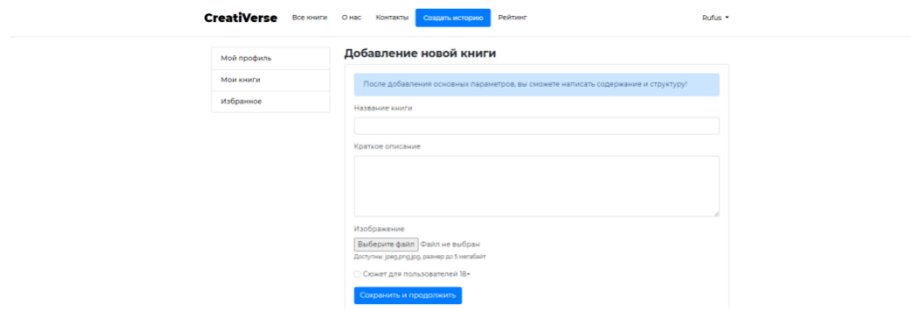 CreatiVerse Все книги О нас Контакты Создать историю Рейтинг Rufus
Мой профиль
Мои книги
Избранное
Добавление новой книги
После добавления основных параметров, вы сможете написать содержание и структуру!
Название книги
Краткое описание
Изображение
Выберите файл Файл не выбран
Доступны: jpeg,png,jpg, размер до 5 мегабайт
Сюжет для пользователей 18+
Сохранить и продолжить